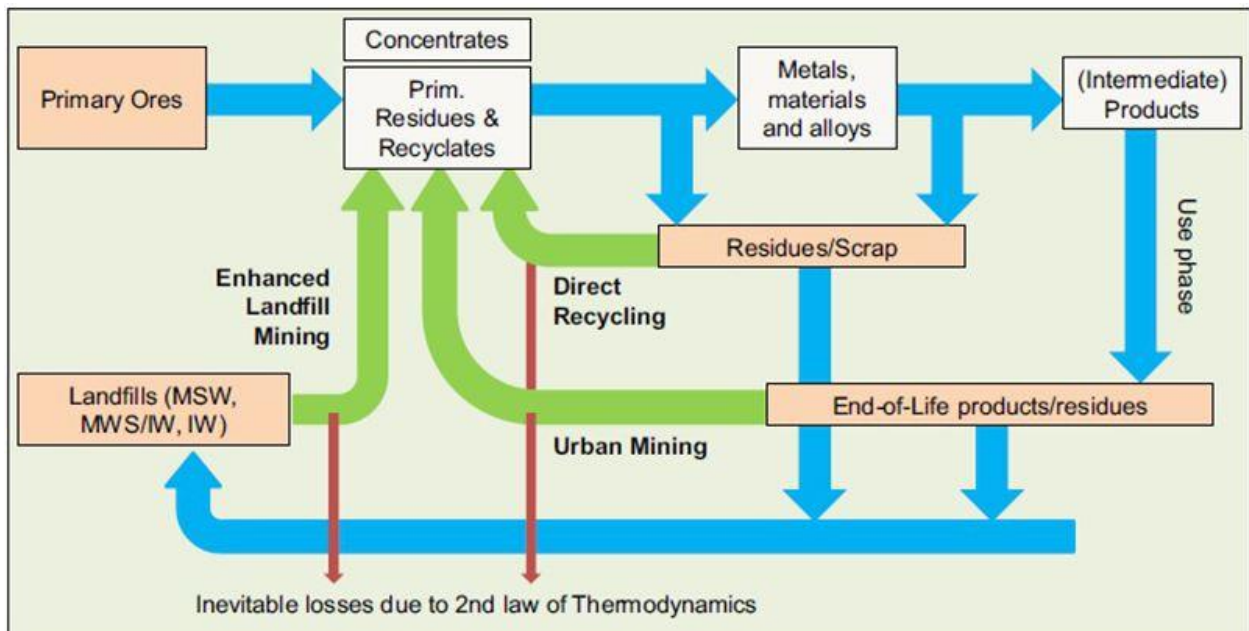 Concentrates
Primary Ores
Prim.
Residues &
Recyclates
Metals,
materials
and alloys
(Intermediate)
Products
Use phase
Residues/Scrap
Enhanced
Landfill
Mining
Direct
Recycling
Landfills (MSW,
MWS/IW, IW)
End-of-Life products/residues
Urban Mining
Inevitable losses due to 2nd law of Thermodynamics